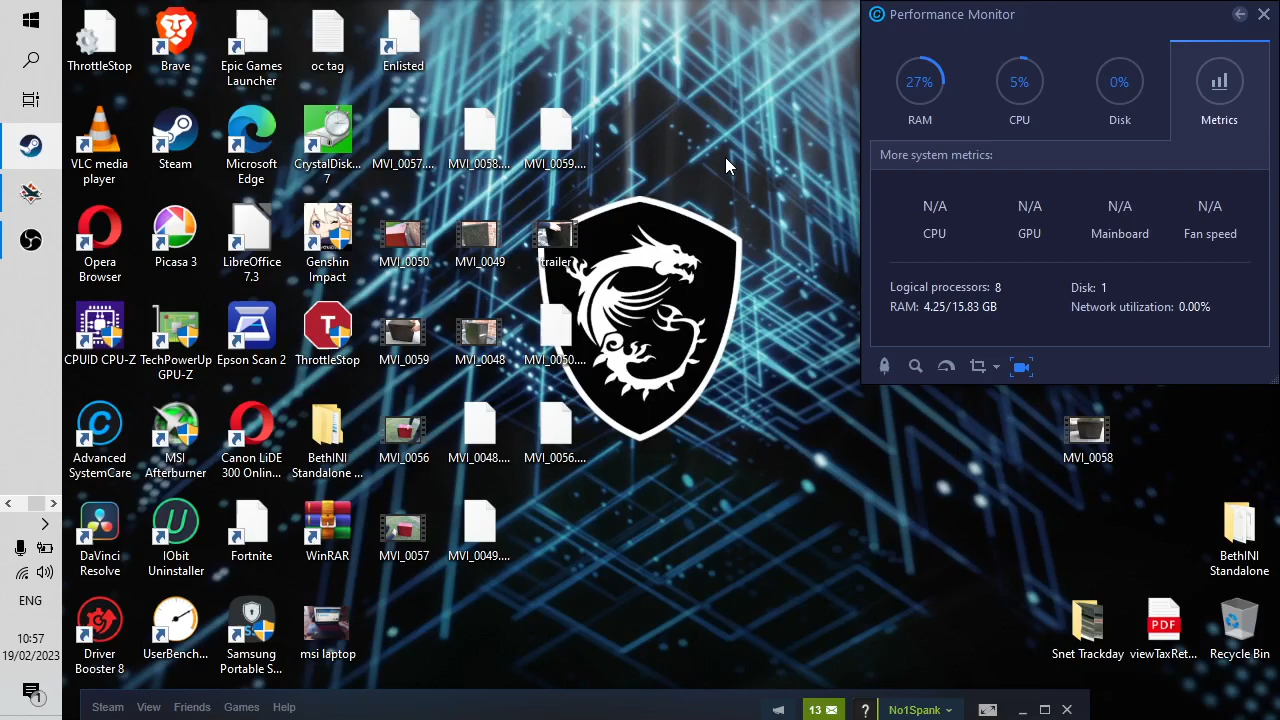 ThrottleStop
Brave
Epic Games
Launcher
oc tag
Enlisted
VLC media
player
Steam
Microsoft
Edge
CrystalDisk...
7
MVI_0057....
MVI_0058....
MVI_0059....
Opera
Browser
Picasa 3
LibreOffice
7.3
Genshin
Impact
MVI_0050
MVI_0049
trailer
CPUID CPU-Z
TechPowerUp
GPU-Z
Epson Scan 2
T
ThrottleStop
MVI_0059
MVI_0048
MVI_0050....
Advanced
SystemCare
MSI
Afterburner
Canon LiDE
300 Onlin...
BethINI
Standalone ...
MVI_0056
MVI_0048....
MVI_0056....
DaVinci
Resolve
IObit
Uninstaller
Fortnite
WinRAR
MVI_0057
MVI_0049....
Driver
Booster 8
UserBench...
Samsung
Portable S...
msi laptop
Performance Monitor
27%
5%
0%
RAM
CPU
Disk
Metrics
More system metrics:
N/A
N/A
N/A
N/A
CPU
GPU
Mainboard
Fan speed
Logical processors: 8
Disk: 1
RAM: 4.25/15.83 GB
Network utilization: 0.00%
MVI_0058
BethINI
Standalone
Snet Trackday
PDF
viewTaxRet...
Recycle Bin
ENG
10:57
19/02/2023
1
Steam
View
Friends
Games
Help
13
?
No1Spank